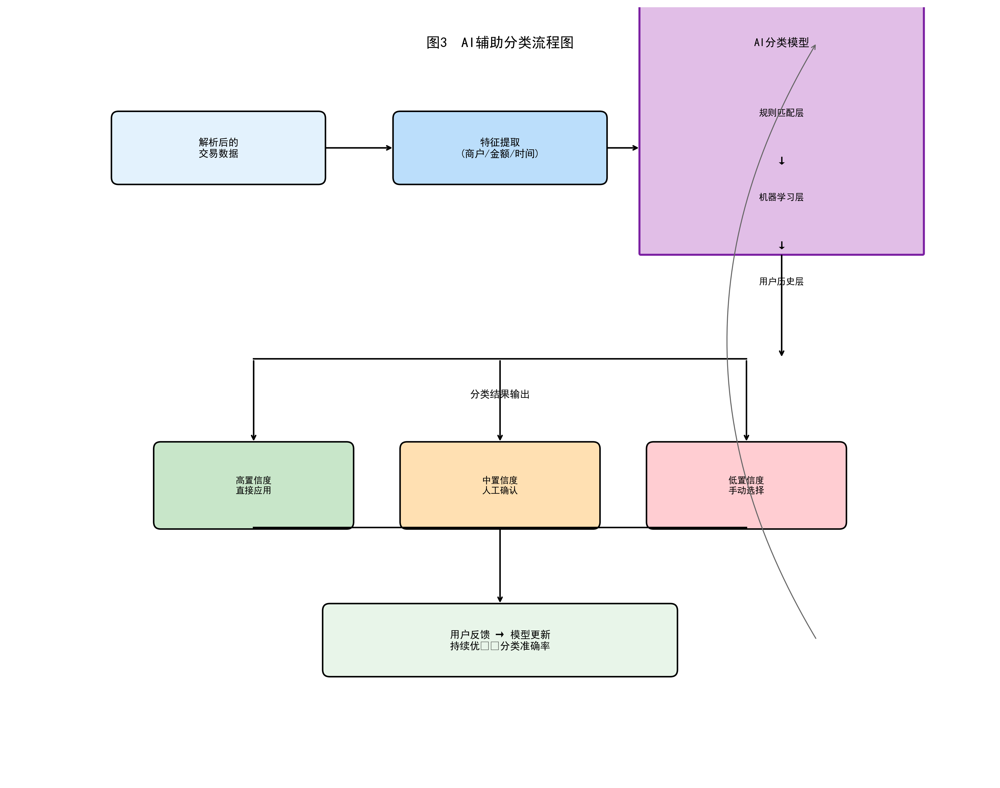 图3 AI辅助分类流程图
AI分类模型
规则匹配层
↓
机器学习层
↓
用户历史层
解析后的
交易数据
特征提取
（商户/金额/时间）
分类结果输出
高置信度
直接应用
中置信度
人工确认
低置信度
手动选择
用户反馈 → 模型更新
持续优□□分类准确率